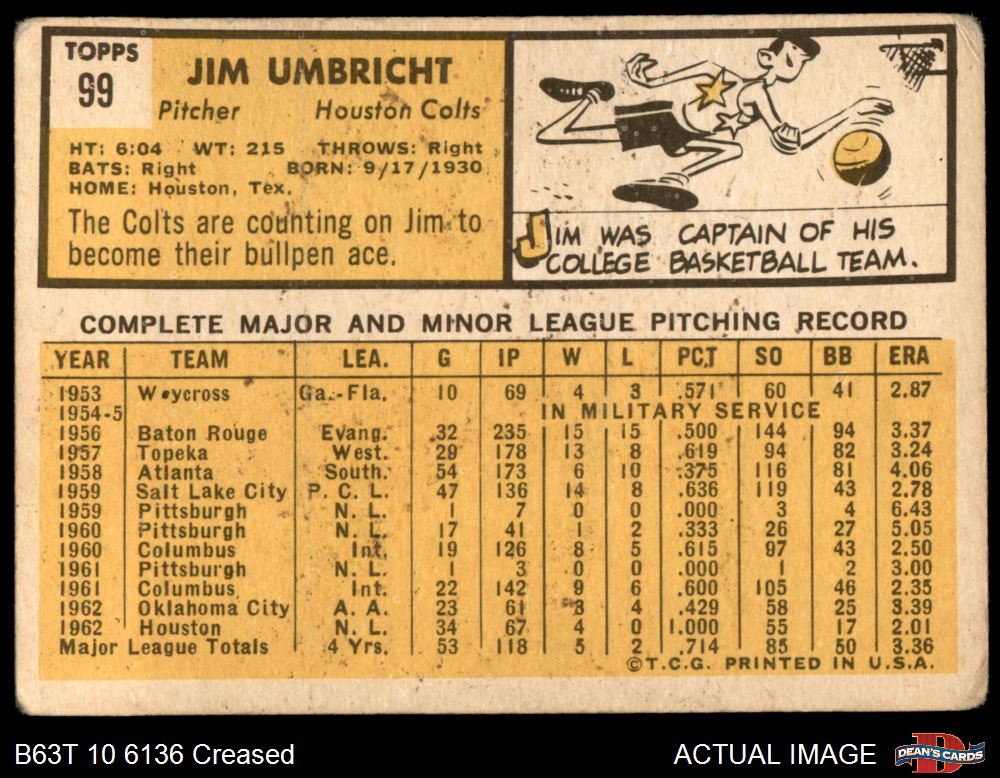 TOPPS
99
JIM UMBRICHT
Pitcher Houston Colts
HT: 6:04 WT: 215 THROWS: Right
BATS: Right BORN: 9/17/1930
HOME: Houston, Tex.
The Colts are counting on Jim to
become their bullpen ace.
JIM WAS CAPTAIN OF HIS
COLLEGE BASKETBALL TEAM.
COMPLETE MAJOR AND MINOR LEAGUE PITCHING RECORD
YEAR TEAM LEA. G IP W L PCT SO BB ERA
1953 Waycross Ga.-Fla. 10 69 4 3 .571 60 41 2.87
1954-5 IN MILITARY SERVICE
1956 Baton Rouge Evang. 32 235 15 15 .500 144 94 3.37
1957 Topeka West. 29 178 13 8 .619 94 82 3.24
1958 Atlanta South. 54 173 6 10 .375 116 81 4.06
1959 Salt Lake City P. C. L. 47 136 14 8 .636 119 43 2.78
1959 Pittsburgh N. L. 1 7 0 0 .000 3 4 6.43
1960 Pittsburgh N. L. 17 41 1 2 .333 26 27 5.05
1960 Columbus Int. 19 126 8 5 .615 97 43 2.50
1961 Pittsburgh N. L. 1 3 0 0 .000 1 2 3.00
1961 Columbus Int. 22 142 9 6 .600 105 46 2.35
1962 Oklahoma City A. A. 23 61 3 4 .429 58 25 3.39
1962 Houston N. L. 34 67 4 0 1.000 55 17 2.01
Major League Totals 4 Yrs. 53 118 5 2 .714 85 50 3.36
©T.C.G. PRINTED IN U.S.A.
B63T 10 6136 Creased ACTUAL IMAGE DEAN'S CARDS